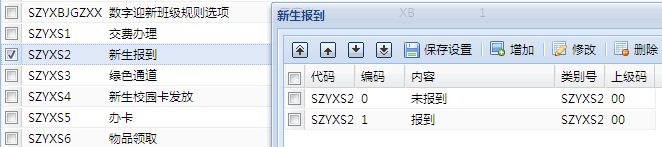 SZYXBJGZXX 数字迎新班级规则选项
SZYXS1 交费办理
SZYXS2 新生报到
SZYXS3 绿色通道
SZYXS4 新生校园卡发放
SZYXS5 办卡
SZYXS6 物品领取
新生报到 XB 1
保存设置 增加 修改 删除
代码 编码 内容 类别号 上级码
SZYXS2 0 未报到 SZYXS2 00
SZYXS2 1 报到 SZYXS2 00